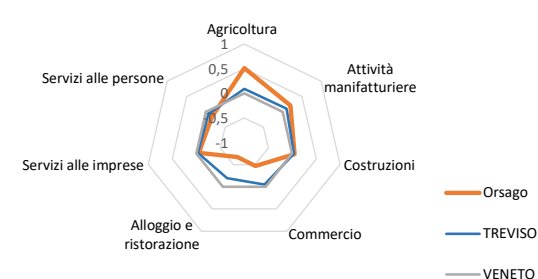 Agricoltura
1
0,5
0
-0,5
-1
Attività
manifatturiere
Costruzioni
Commercio
Alloggio e
ristorazione
Servizi alle imprese
Servizi alle persone
Orsago
TREVISO
VENETO